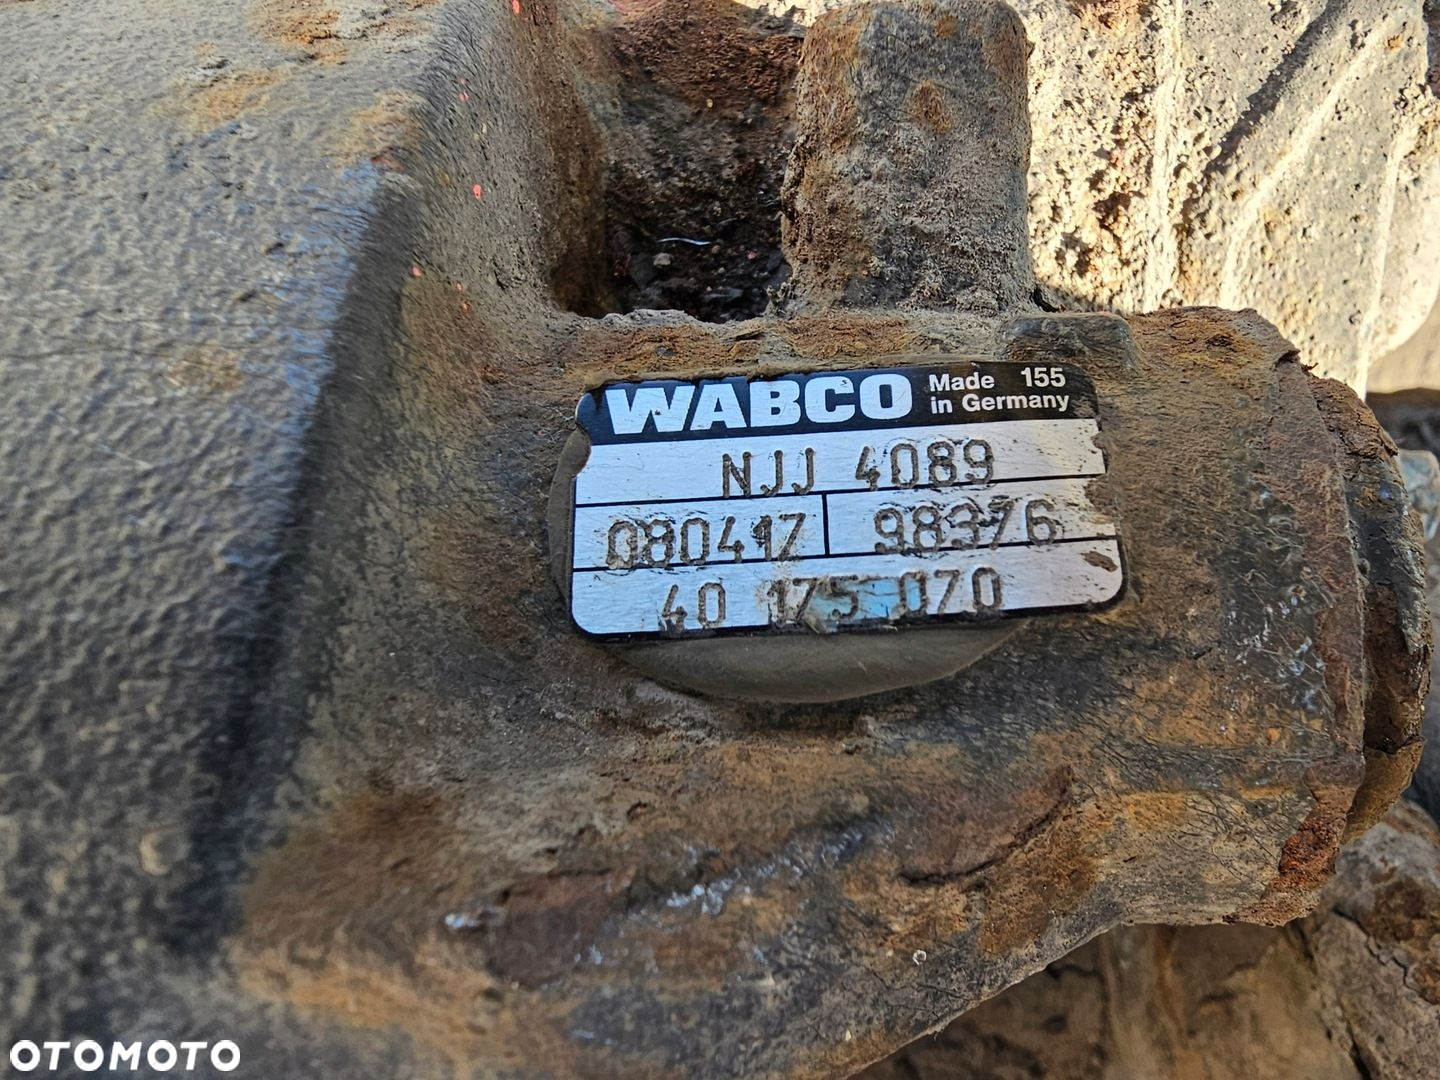 WABCO Made 155
in Germany
NJJ 4089
080417 98376
40 175 070
OTOMOTO